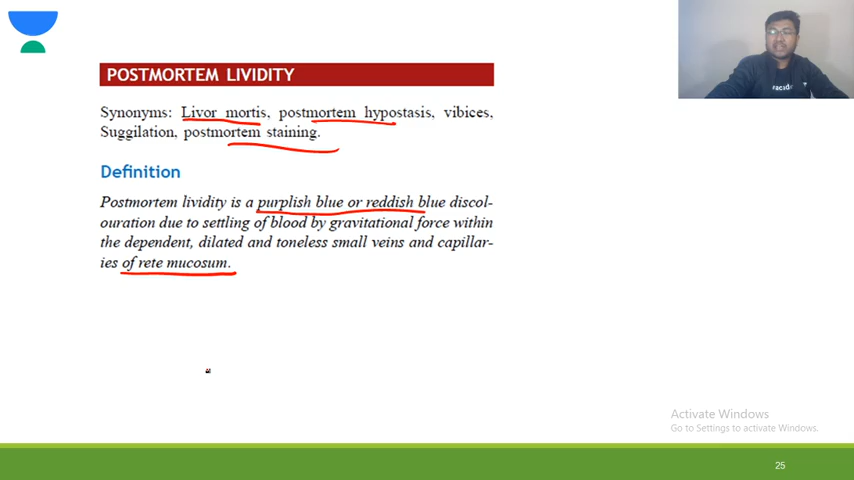 POSTMORTEM LIVIDITY
Synonyms: Livor mortis, postmortem hypostasis, vibices,
Suggilation, postmortem staining.
Definition
Postmortem lividity is a purplish blue or reddish blue discol-
ouration due to settling of blood by gravitational force within
the dependent, dilated and toneless small veins and capillar-
ies of rete mucosum.
Activate Windows
Go to Settings to activate Windows.
25